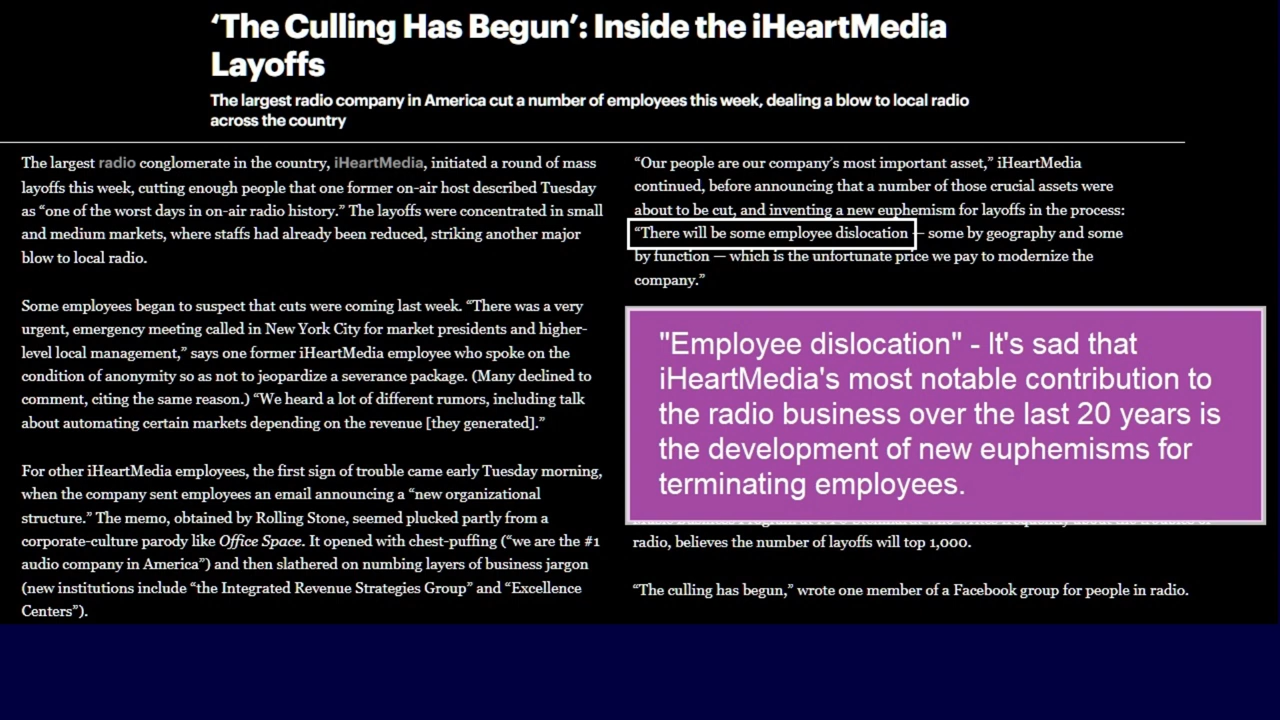 ‘The Culling Has Begun’: Inside the iHeartMedia
Layoffs
The largest radio company in America cut a number of employees this week, dealing a blow to local radio
across the country
The largest radio conglomerate in the country, iHeartMedia, initiated a round of mass
layoffs this week, cutting enough people that one former on-air host described Tuesday
as “one of the worst days in on-air radio history.” The layoffs were concentrated in small
and medium markets, where staffs had already been reduced, striking another major
blow to local radio.
Some employees began to suspect that cuts were coming last week. “There was a very
urgent, emergency meeting called in New York City for market presidents and higher-
level local management,” says one former iHeartMedia employee who spoke on the
condition of anonymity so as not to jeopardize a severance package. (Many declined to
comment, citing the same reason.) “We heard a lot of different rumors, including talk
about automating certain markets depending on the revenue [they generated].”
For other iHeartMedia employees, the first sign of trouble came early Tuesday morning,
when the company sent employees an email announcing a “new organizational
structure.” The memo, obtained by Rolling Stone, seemed plucked partly from a
corporate-culture parody like Office Space. It opened with chest-puffing (“we are the #1
audio company in America”) and then slathered on numbing layers of business jargon
(new institutions include “the Integrated Revenue Strategies Group” and “Excellence
Centers”).
“Our people are our company’s most important asset,” iHeartMedia
continued, before announcing that a number of those crucial assets were
about to be cut, and inventing a new euphemism for layoffs in the process:
“There will be some employee dislocation — some by geography and some
by function — which is the unfortunate price we pay to modernize the
company.”
"Employee dislocation" - It's sad that
iHeartMedia's most notable contribution to
the radio business over the last 20 years is
the development of new euphemisms for
terminating employees.
radio, believes the number of layoffs will top 1,000.
“The culling has begun,” wrote one member of a Facebook group for people in radio.